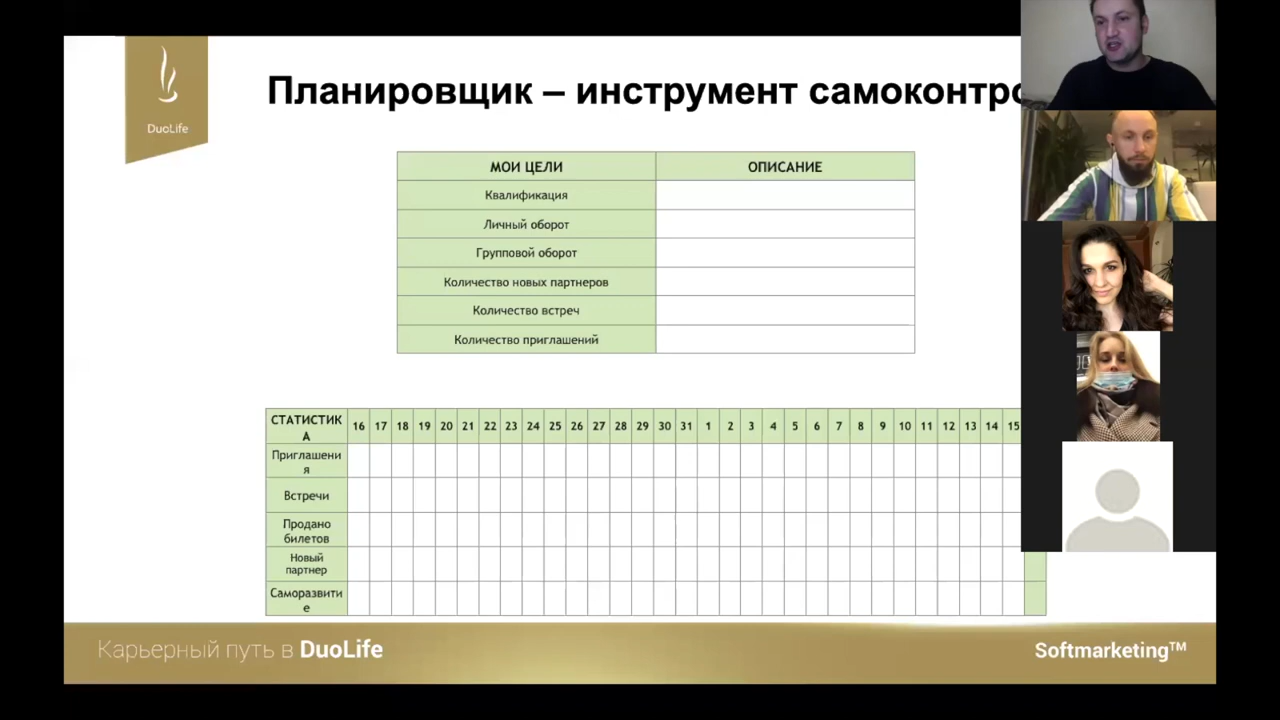 DuoLife
Планировщик – инструмент самоконтро
МОИ ЦЕЛИ ОПИСАНИЕ
Квалификация
Личный оборот
Групповой оборот
Количество новых партнеров
Количество встреч
Количество приглашений
СТАТИСТИК
А
16 17 18 19 20 21 22 23 24 25 26 27 28 29 30 31 1 2 3 4 5 6 7 8 9 10 11 12 13 14 15
Приглашени
я
Встречи
Продано
билетов
Новый
партнер
Саморазвити
е
Карьерный путь в DuoLife
Softmarketing™